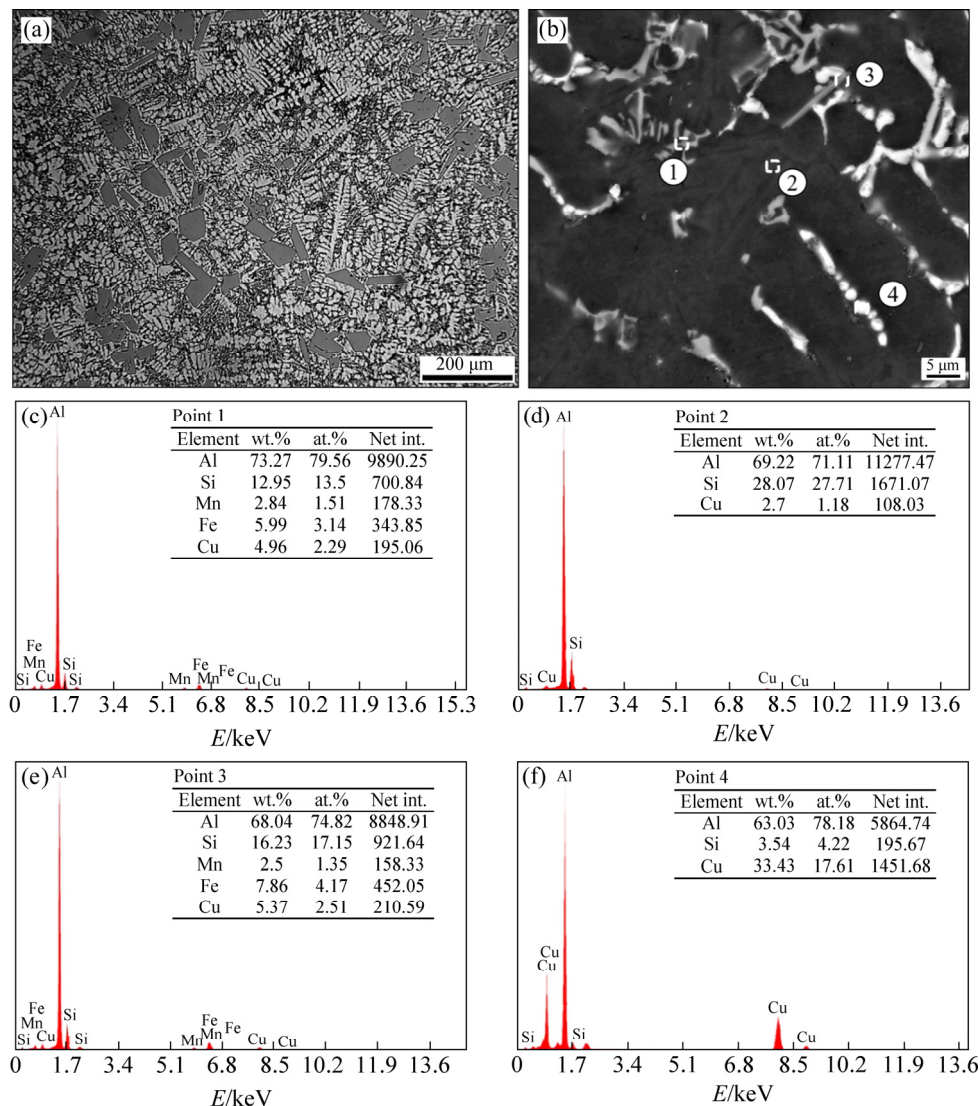 (a)
200 μm
(b)
1
2
3
4
5 μm
(c)
Al
Point 1
Element wt.% at.% Net int.
Al 73.27 79.56 9890.25
Si 12.95 13.5 700.84
Mn 2.84 1.51 178.33
Fe 5.99 3.14 343.85
Cu 4.96 2.29 195.06
Fe
Mn
Si Cu
Si
Si
Mn Fe Mn Fe Cu Cu
0 1.7 3.4 5.1 6.8 8.5 10.2 11.9 13.6 15.3
E/keV
(d)
Al
Point 2
Element wt.% at.% Net int.
Al 69.22 71.11 11277.47
Si 28.07 27.71 1671.07
Cu 2.7 1.18 108.03
Si
Si Cu
Cu Cu
0 1.7 3.4 5.1 6.8 8.5 10.2 11.9 13.6
E/keV
(e)
Al
Point 3
Element wt.% at.% Net int.
Al 68.04 74.82 8848.91
Si 16.23 17.15 921.64
Mn 2.5 1.35 158.33
Fe 7.86 4.17 452.05
Cu 5.37 2.51 210.59
Fe
Mn
Si Cu
Si
Si
Mn Fe Mn Fe Cu Cu
0 1.7 3.4 5.1 6.8 8.5 10.2 11.9 13.6
E/keV
(f)
Al
Point 4
Element wt.% at.% Net int.
Al 63.03 78.18 5864.74
Si 3.54 4.22 195.67
Cu 33.43 17.61 1451.68
Cu
Cu
Si
Si
Cu
Cu
0 1.7 3.4 5.1 6.8 8.5 10.2 11.9 13.6
E/keV